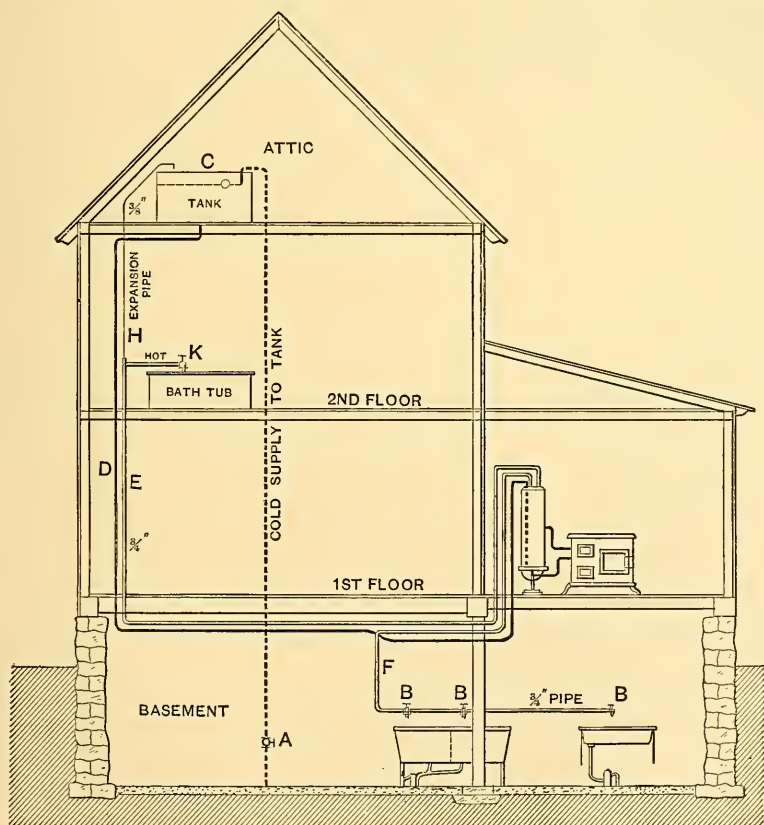 ATTIC
C
TANK
3/8"
EXPANSION
PIPE
H
HOT
K
BATH TUB
COLD SUPPLY TO TANK
2ND FLOOR
D
E
3/4"
1ST FLOOR
F
B
B
3/4" PIPE
B
BASEMENT
A